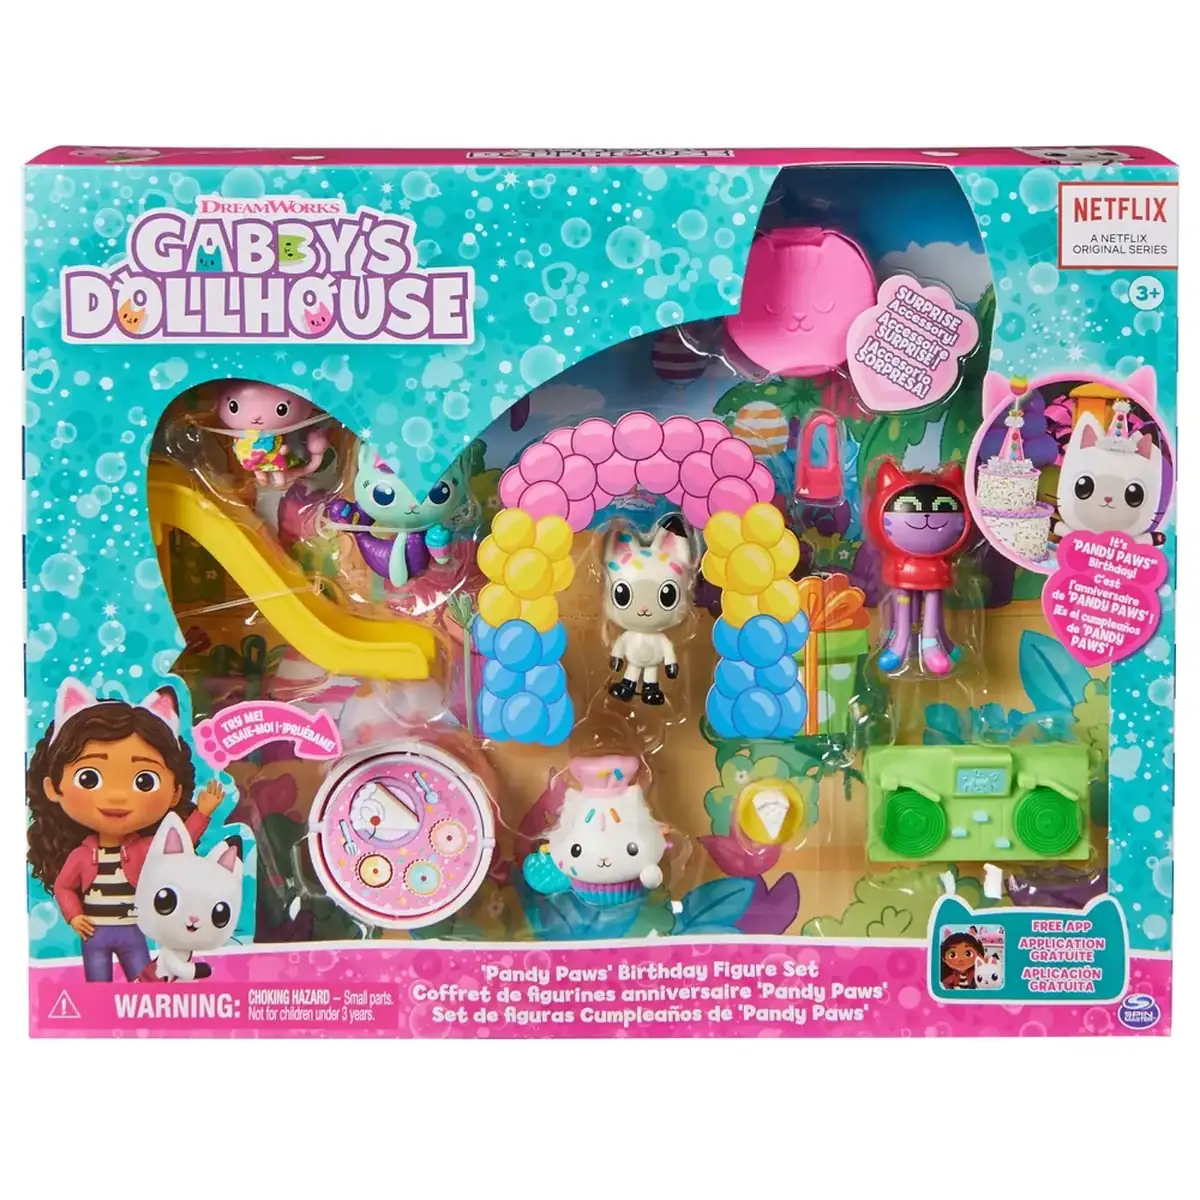 DREAMWORKS
GABBY'S
DOLLHOUSE
NETFLIX
A NETFLIX
ORIGINAL SERIES
3+
SURPRISE
Accessory!
Accessoire
SURPRISE !
¡Accesorio
SORPRESA!
It's
"PANDY PAWS"
Birthday!
C'est
l'anniversaire
de "PANDY PAWS" !
¡Es el cumpleaños
de "PANDY
PAWS" !
TRY ME!
ESSAIE-MOI !•¡PRUÉBAME!
'Pandy Paws' Birthday Figure Set
Coffret de figurines anniversaire 'Pandy Paws'
Set de figuras Cumpleaños de 'Pandy Paws'
WARNING:
CHOKING HAZARD – Small parts.
Not for children under 3 years.
FREE APP
APPLICATION
GRATUITE
APLICACIÓN
GRATUITA
SPIN
MASTER